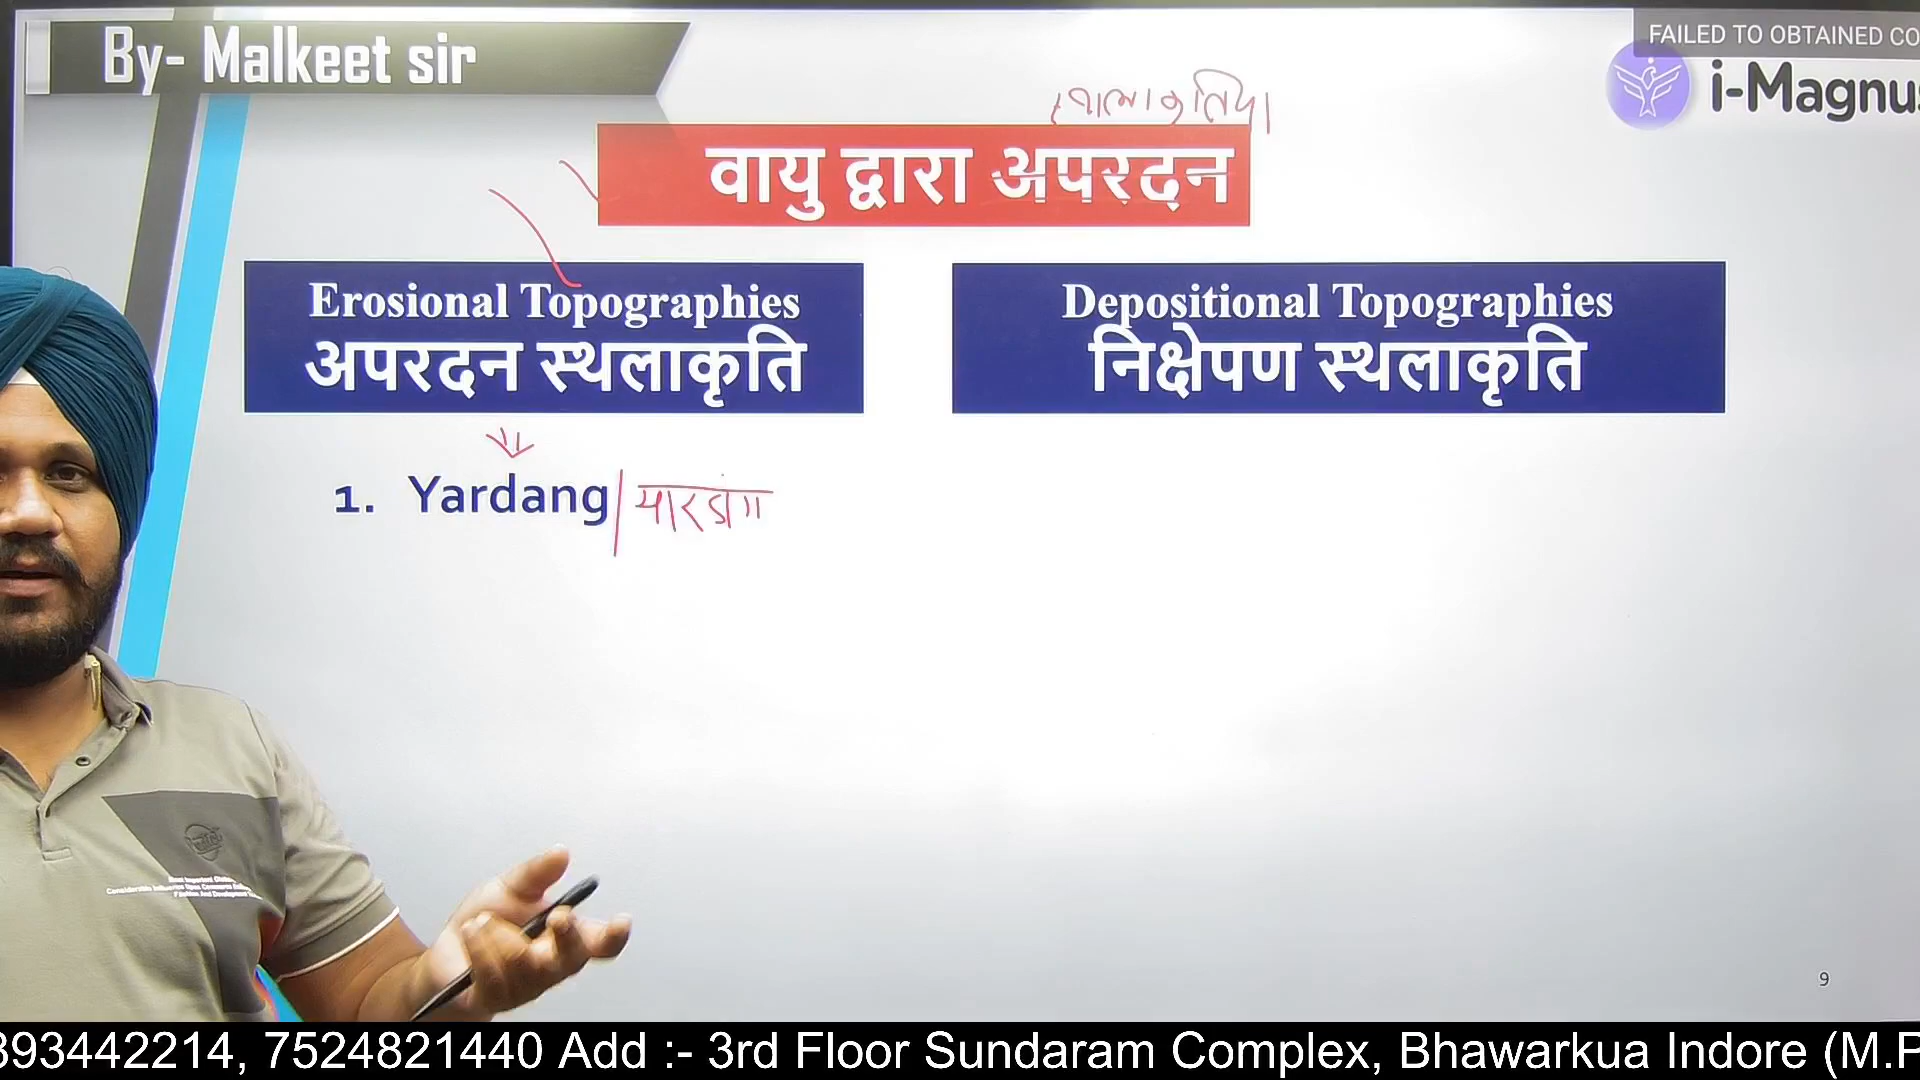 By- Malkeet sir
FAILED TO OBTAINED CO
i-Magnus
स्थलाकृतियां
वायु द्वारा अपरदन
Erosional Topographies
अपरदन स्थलाकृति
Depositional Topographies
निक्षेपण स्थलाकृति
1. Yardang/यारडांग
9
393442214, 7524821440 Add :- 3rd Floor Sundaram Complex, Bhawarkua Indore (M.P